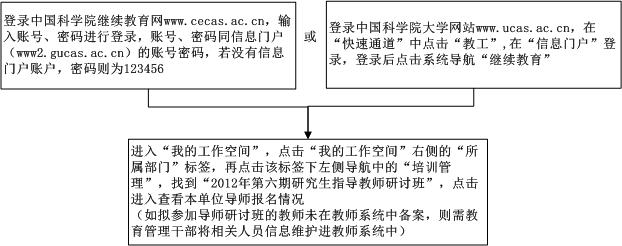 登录中国科学院继续教育网www.cecas.ac.cn，输
入账号、密码进行登录，账号、密码同信息门户
（www2.gucas.ac.cn）的账号密码，若没有信息
门户账户，密码则为123456
或
登录中国科学院大学网站www.ucas.ac.cn，在
“快速通道”中点击“教工”,在“信息门户”登
录，登录后点击系统导航“继续教育”
进入“我的工作空间”，点击“我的工作空间”右侧的“所
属部门”标签，再点击该标签下左侧导航中的“培训管
理”，找到“2012年第六期研究生指导教师研讨班”，点击
进入查看本单位导师报名情况
(如拟参加导师研讨班的教师未在教师系统中备案，则需教
育管理干部将相关人员信息维护进教师系统中)